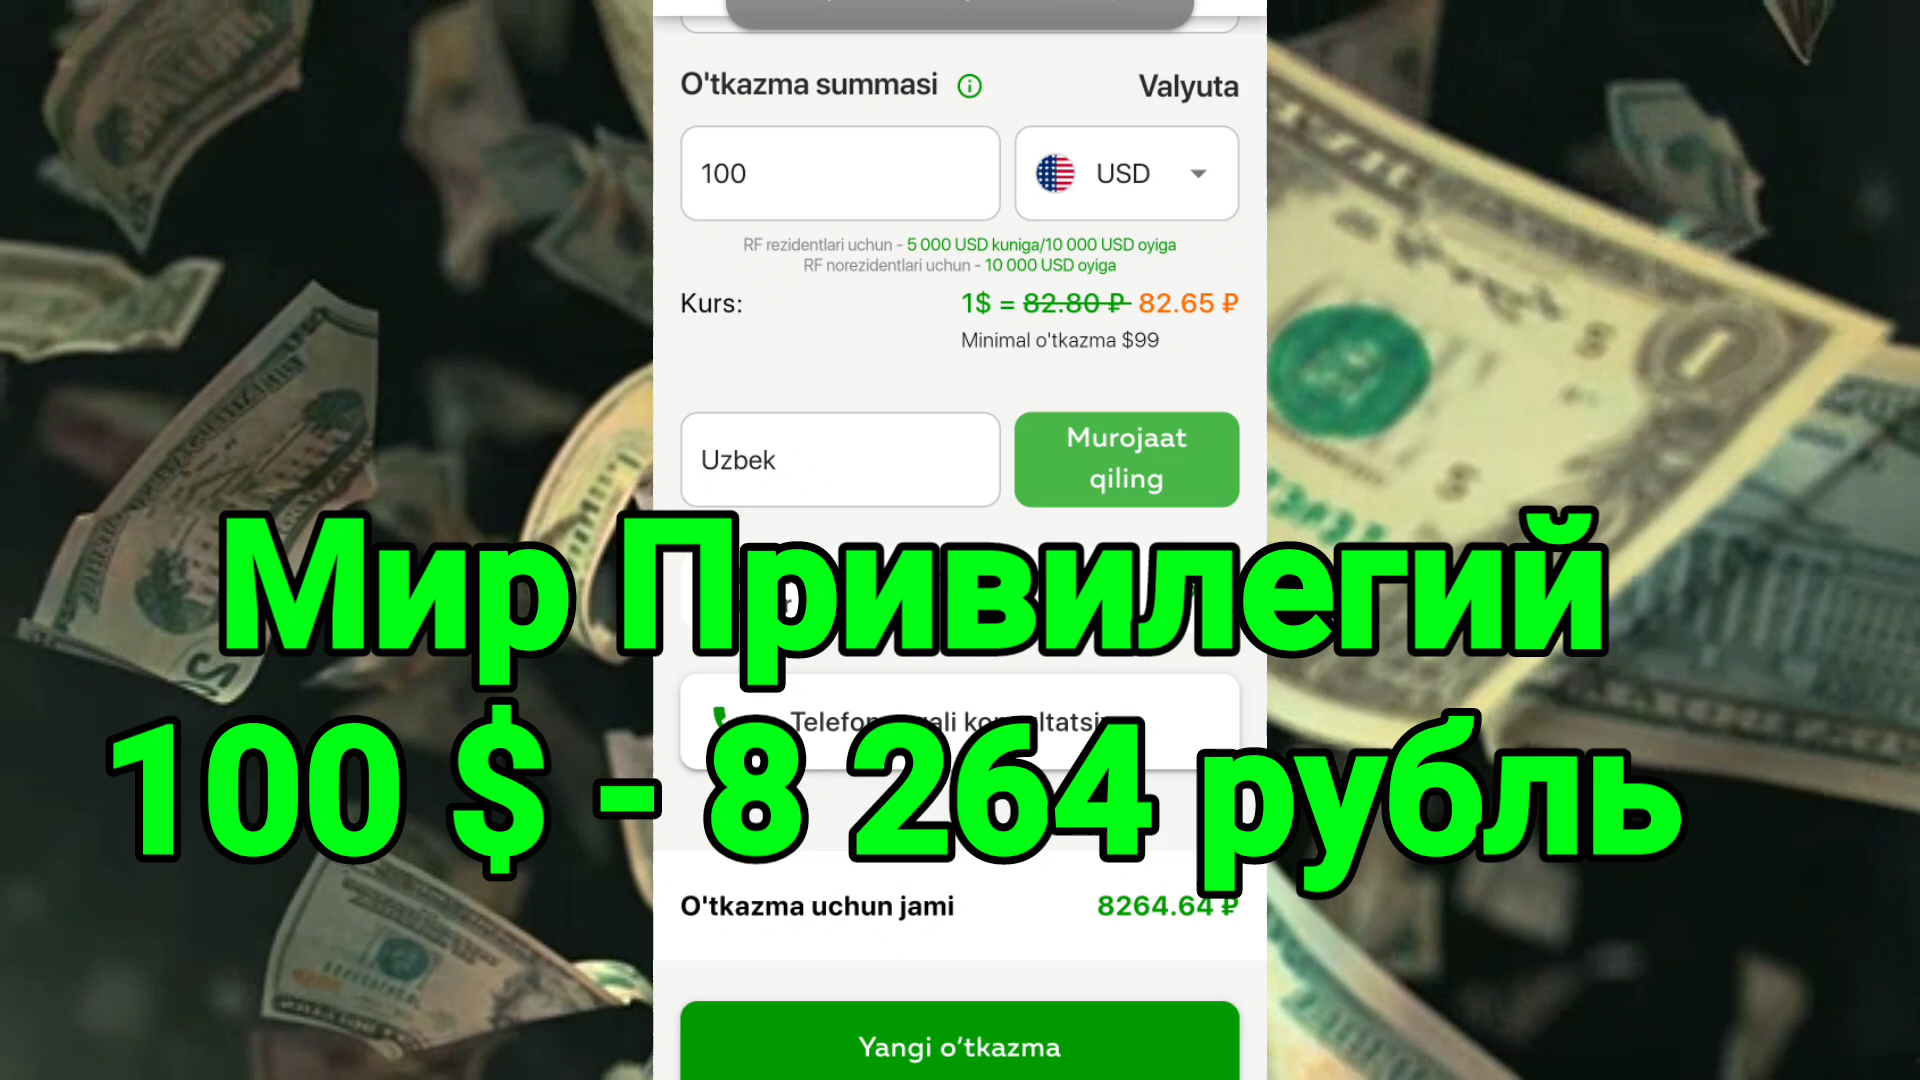 O'tkazma summasi
Valyuta
100
USD
RF rezidentlari uchun - 5 000 USD kuniga/10 000 USD oyiga
RF norezidentlari uchun - 10 000 USD oyiga
Kurs:
1$ = 82.80 ₽ 82.65 ₽
Minimal o'tkazma $99
Uzbek
Murojaat
qiling
Мир Привилегий
100 $ - 8 264 рубль
O'tkazma uchun jami
8264.64 ₽
Yangi o‘tkazma